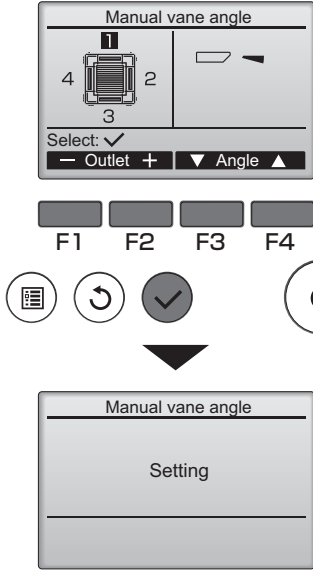 Manual vane angle
1
4 2
3
Select:
− Outlet + ▼ Angle ▲
F1 F2 F3 F4
Manual vane angle
Setting